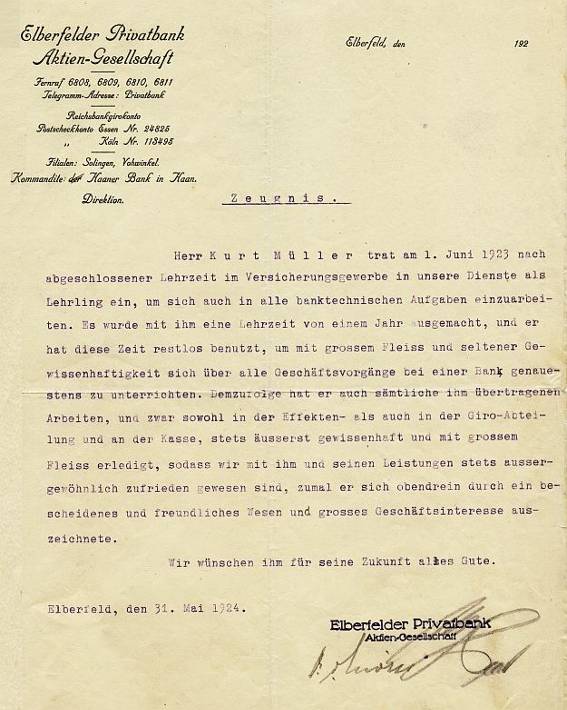 Elberfelder Privatbank
Aktien-Gesellschaft
Fernruf 6808, 6809, 6810, 6811
Telegramm-Adresse: Privatbank
Reichsbankgirokonto
Postscheckkonto Essen Nr. 24825
„ Köln Nr. 113495
Filialen: Solingen, Vohwinkel.
Kommandite: der Haaner Bank in Haan.
Direktion.
Elberfeld, den 192
Zeugnis.
Herr Kurt Müller trat am 1. Juni 1923 nach
abgeschlossener Lehrzeit im Versicherungsgewerbe in unsere Dienste als
Lehrling ein, um sich auch in alle banktechnischen Aufgaben einzuarbei-
ten. Es wurde mit ihm eine Lehrzeit von einem Jahr ausgemacht, und er
hat diese Zeit restlos benutzt, um mit grossem Fleiss und seltener Ge-
wissenhaftigkeit sich über alle Geschäftsvorgänge bei einer Bank genaue-
stens zu unterrichten. Demzufolge hat er auch sämtliche ihm übertragenen
Arbeiten, und zwar sowohl in der Effekten- als auch in der Giro-Abtei-
lung und an der Kasse, stets äusserst gewissenhaft und mit grossem
Fleiss erledigt, sodass wir mit ihm und seinen Leistungen stets ausser-
gewöhnlich zufrieden gewesen sind, zumal er sich obendrein durch ein be-
scheidenes und freundliches Wesen und grosses Geschäftsinteresse aus-
zeichnete.
Wir wünschen ihm für seine Zukunft alles Gute.
Elberfeld, den 31. Mai 1924.
Elberfelder Privatbank
Aktien-Gesellschaft